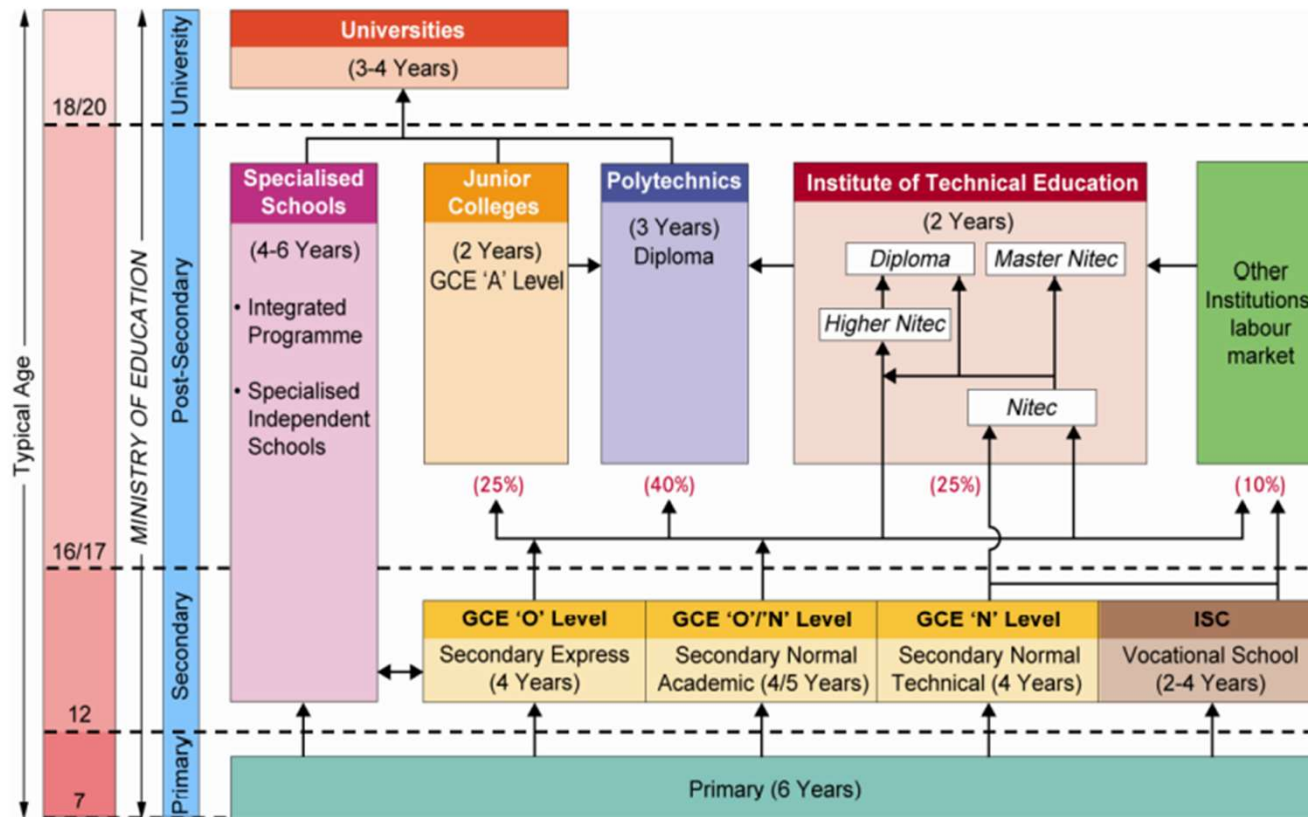 Typical Age
18/20
16/17
12
7
MINISTRY OF EDUCATION
University
Post-Secondary
Secondary
Primary
Universities
(3-4 Years)
Specialised
Schools
(4-6 Years)
• Integrated
Programme
• Specialised
Independent
Schools
Junior
Colleges
(2 Years)
GCE ‘A’ Level
Polytechnics
(3 Years)
Diploma
Institute of Technical Education
(2 Years)
Diploma
Master Nitec
Higher Nitec
Nitec
Other
Institutions
labour
market
(25%)
(40%)
(25%)
(10%)
GCE ‘O’ Level
Secondary Express
(4 Years)
GCE ‘O’/’N’ Level
Secondary Normal
Academic (4/5 Years)
GCE ‘N’ Level
Secondary Normal
Technical (4 Years)
ISC
Vocational School
(2-4 Years)
Primary (6 Years)